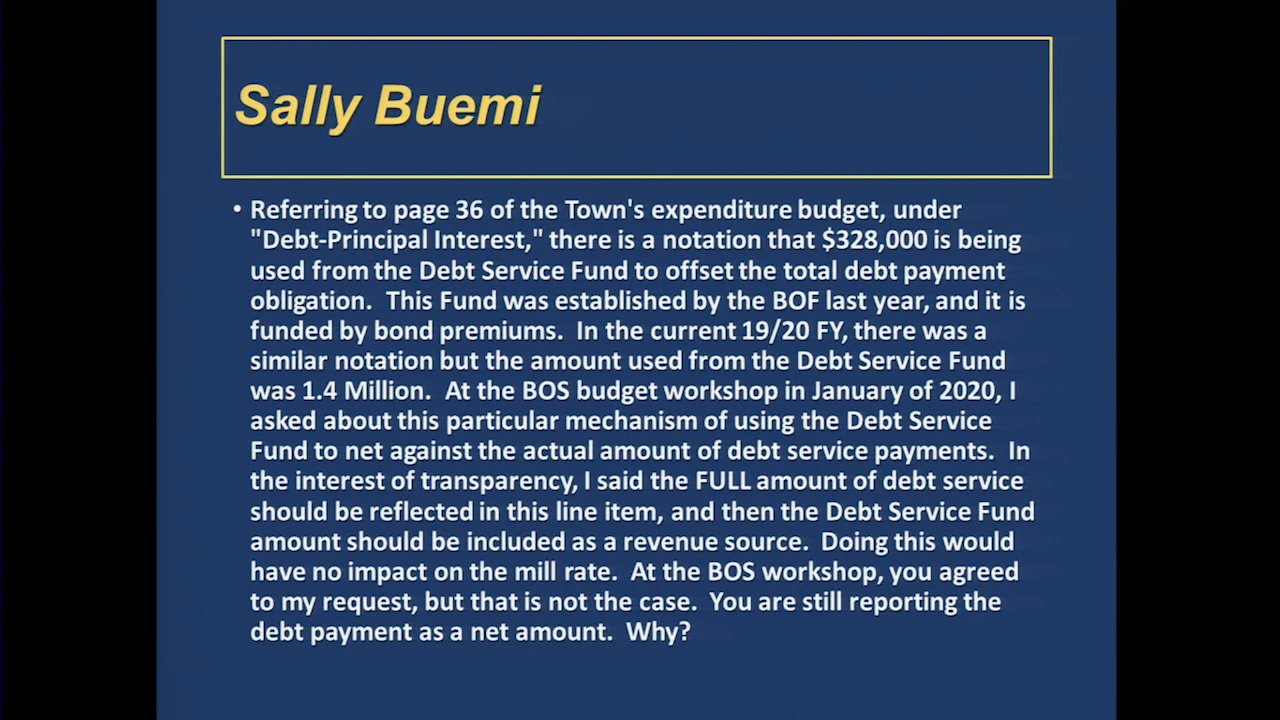 Sally Buemi
• Referring to page 36 of the Town's expenditure budget, under
"Debt-Principal Interest," there is a notation that $328,000 is being
used from the Debt Service Fund to offset the total debt payment
obligation.  This Fund was established by the BOF last year, and it is
funded by bond premiums.  In the current 19/20 FY, there was a
similar notation but the amount used from the Debt Service Fund
was 1.4 Million.  At the BOS budget workshop in January of 2020, I
asked about this particular mechanism of using the Debt Service
Fund to net against the actual amount of debt service payments.  In
the interest of transparency, I said the FULL amount of debt service
should be reflected in this line item, and then the Debt Service Fund
amount should be included as a revenue source.  Doing this would
have no impact on the mill rate.  At the BOS workshop, you agreed
to my request, but that is not the case.  You are still reporting the
debt payment as a net amount.  Why?